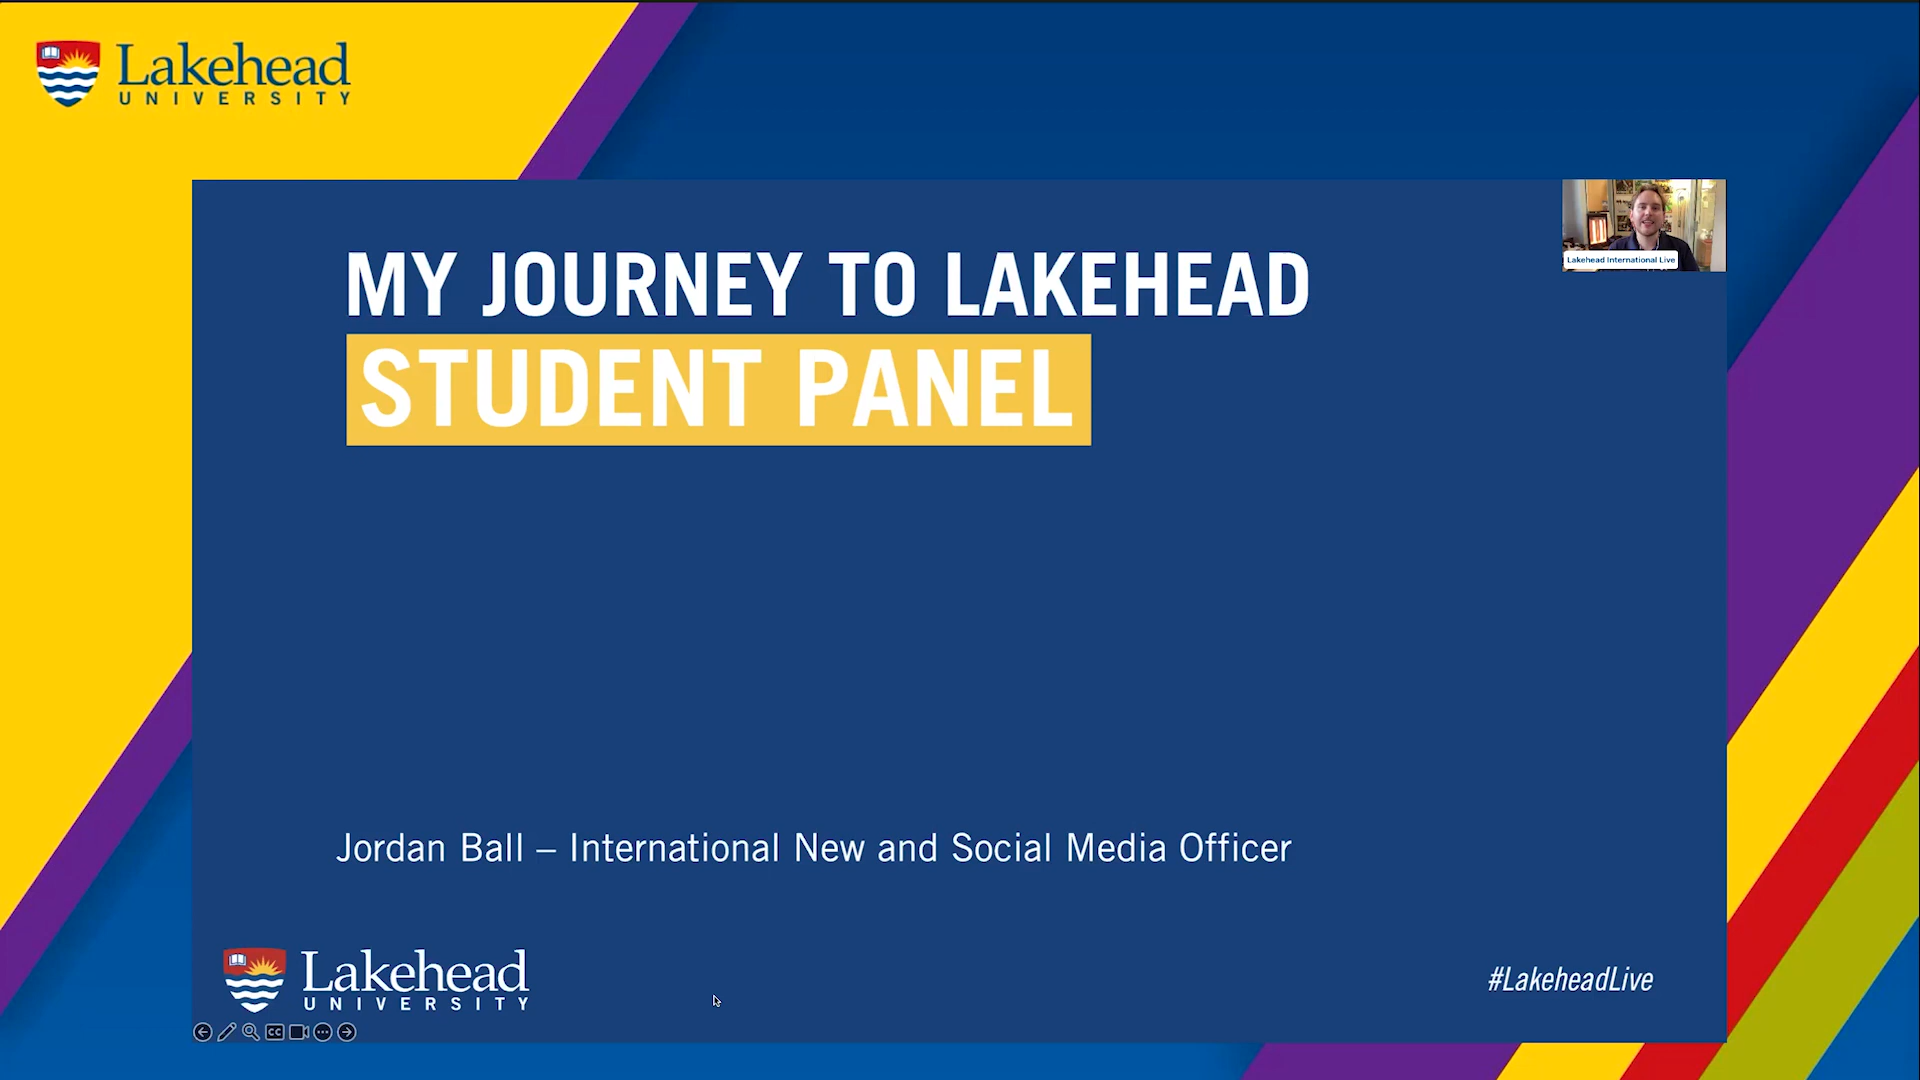 Lakehead
UNIVERSITY
Lakehead International Live
MY JOURNEY TO LAKEHEAD
STUDENT PANEL
Jordan Ball – International New and Social Media Officer
Lakehead
UNIVERSITY
#LakeheadLive
CC